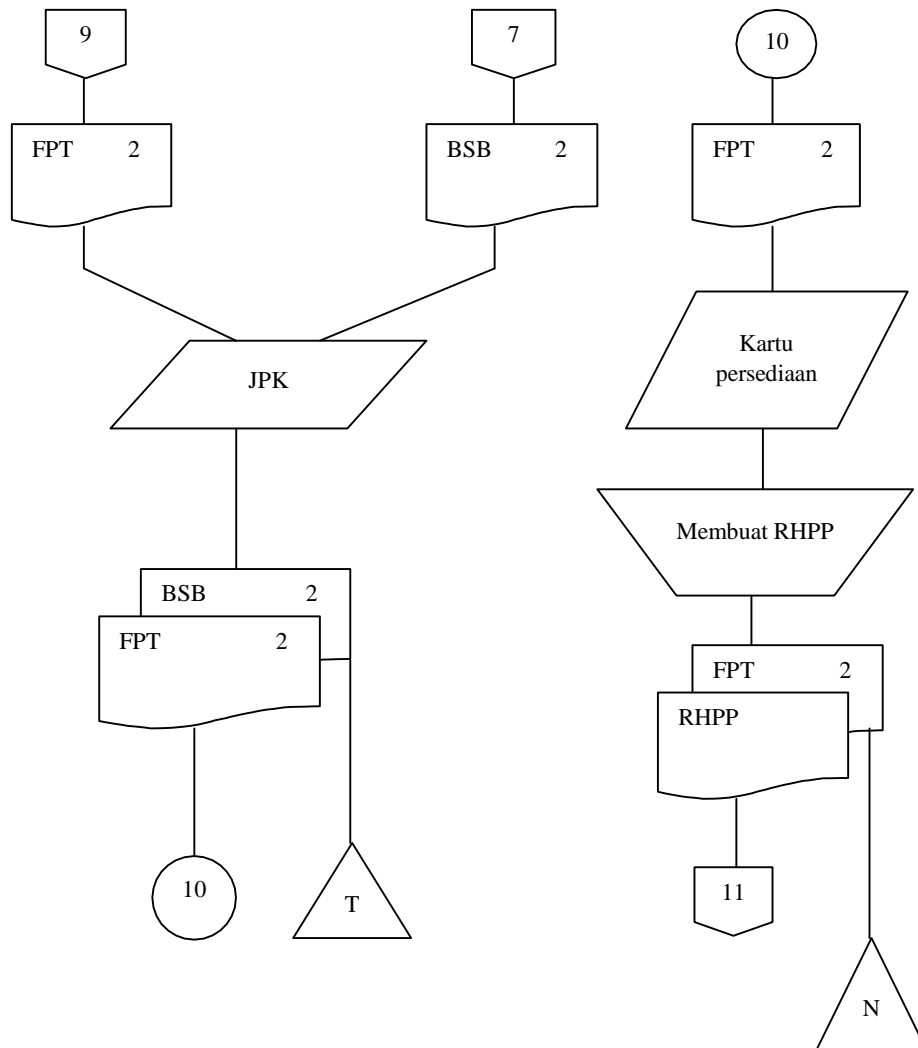 9
7
10
FPT 2
BSB 2
FPT 2
JPK
Kartu
persediaan
Membuat RHPP
BSB 2
FPT 2
FPT 2
RHPP
10
T
11
N